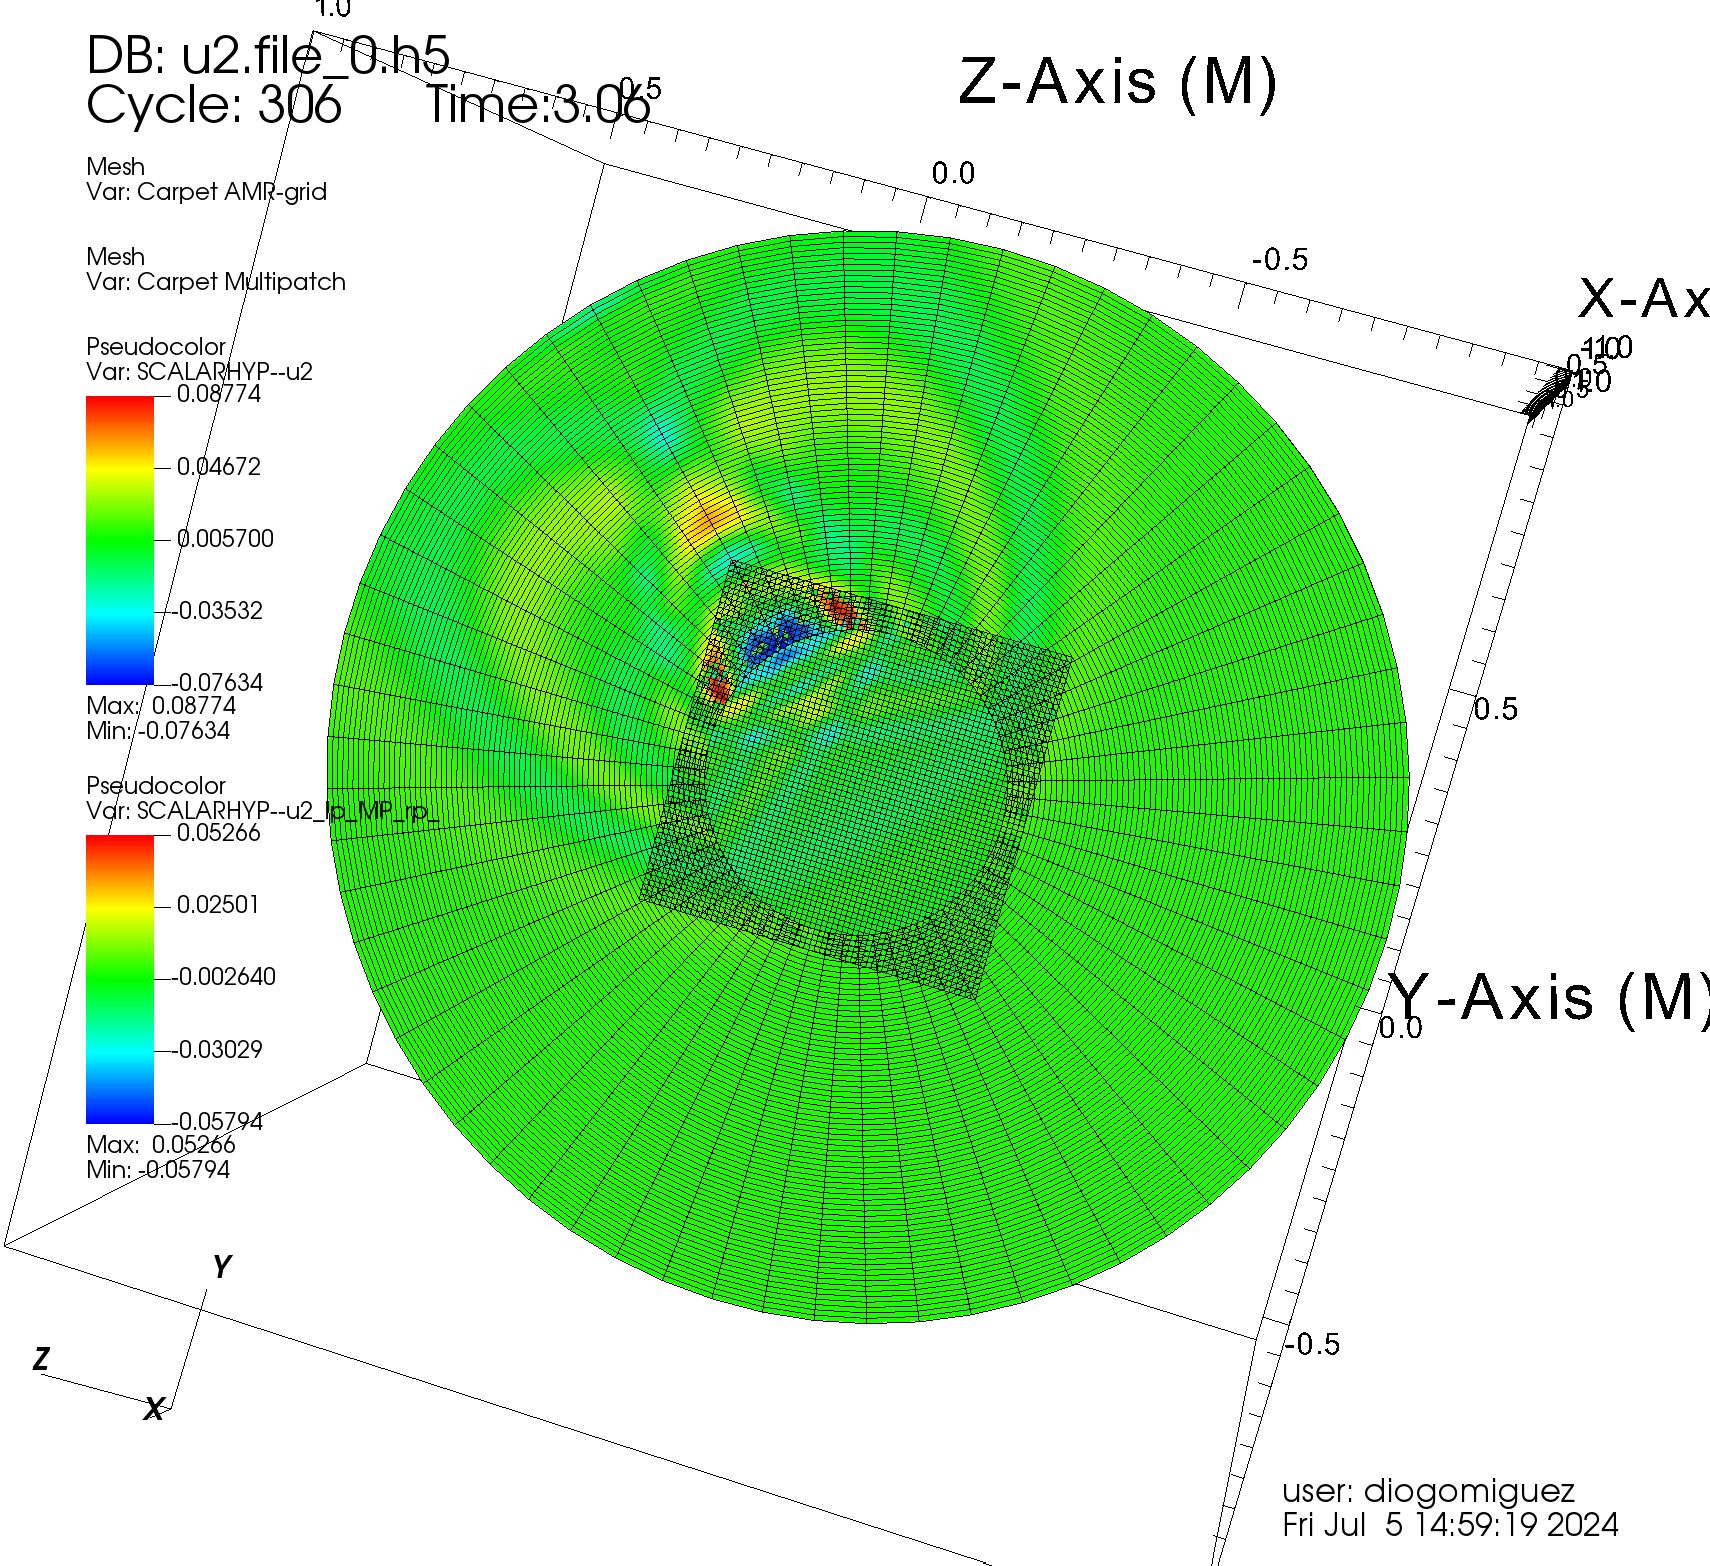 1.0
DB: u2.file_0.h5
Cycle: 306 Time:3.06
0.5
Z-Axis (M)
0.0
-0.5
X-Ax
Mesh
Var: Carpet AMR-grid
Mesh
Var: Carpet Multipatch
Pseudocolor
Var: SCALARHYP--u2
0.08774
0.04672
0.005700
-0.03532
-0.07634
Max: 0.08774
Min: -0.07634
Pseudocolor
Var: SCALARHYP--u2_lp_MP_rp_
0.05266
0.02501
-0.002640
-0.03029
-0.05794
Max: 0.05266
Min: -0.05794
0.5
Y-Axis (M)
0.0
-0.5
Y
Z
X
user: diogomiguez
Fri Jul 5 14:59:19 2024